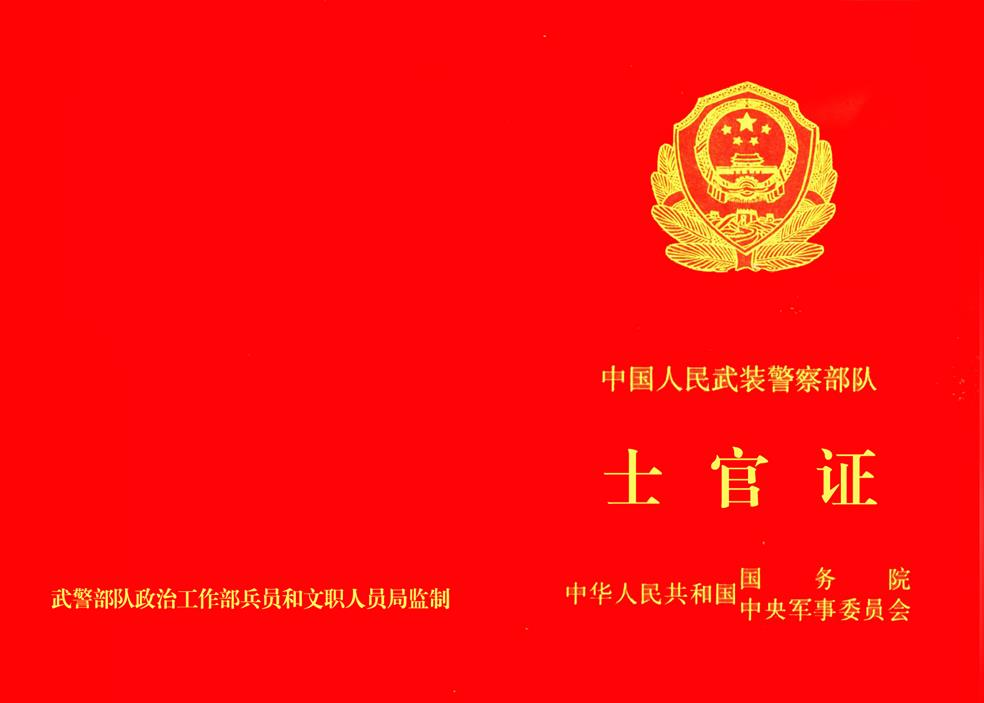 中国人民武装警察部队
士官证
中华人民共和国国务院
中央军事委员会
武警部队政治工作部兵员和文职人员局监制